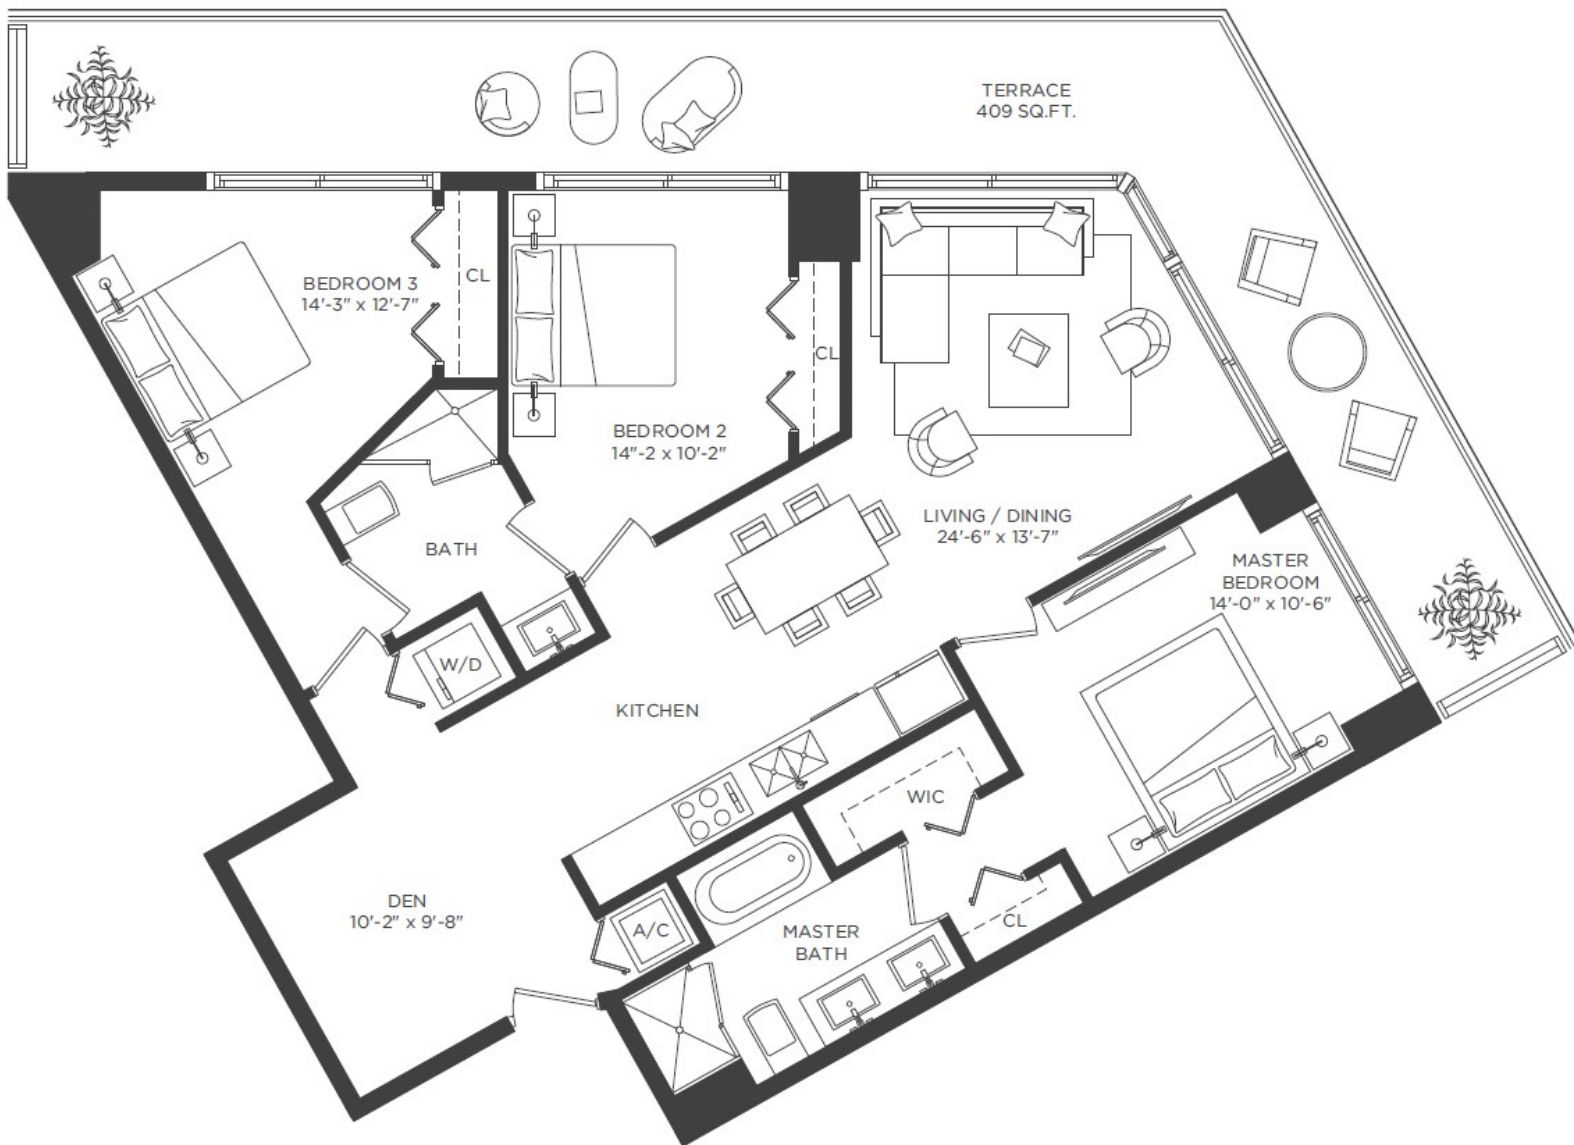 TERRACE
409 SQ.FT.
BEDROOM 3
14'-3" x 12'-7"
CL
CL
BEDROOM 2
14"-2 x 10'-2"
LIVING / DINING
24'-6" x 13'-7"
BATH
MASTER
BEDROOM
14'-0" x 10'-6"
W/D
KITCHEN
WIC
DEN
10'-2" x 9'-8"
A/C
MASTER
BATH
CL